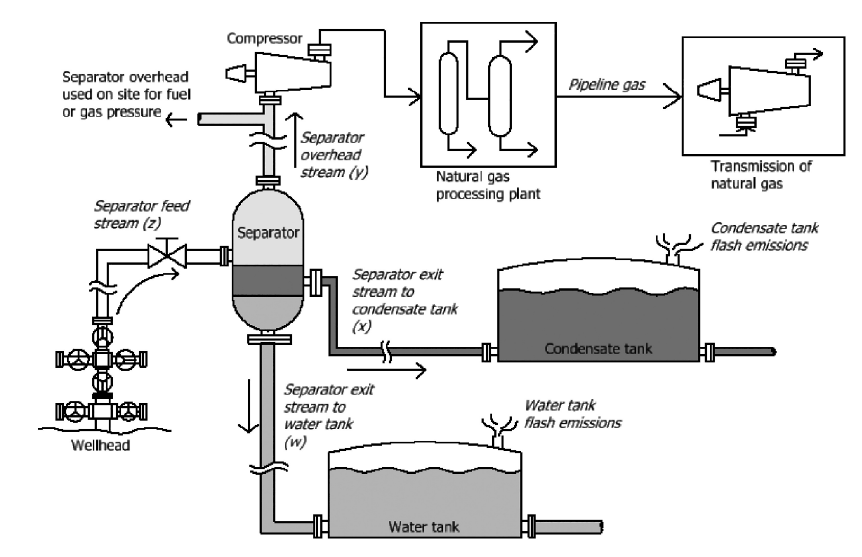 Compressor
Separator overhead
used on site for fuel
or gas pressure
Separator
overhead
stream (y)
Pipeline gas
Natural gas
processing plant
Transmission of
natural gas
Separator feed
stream (z)
Separator
Condensate tank
flash emissions
Separator exit
stream to
condensate tank
(x)
Condensate tank
Separator exit
stream to
water tank
(w)
Water tank
flash emissions
Wellhead
Water tank